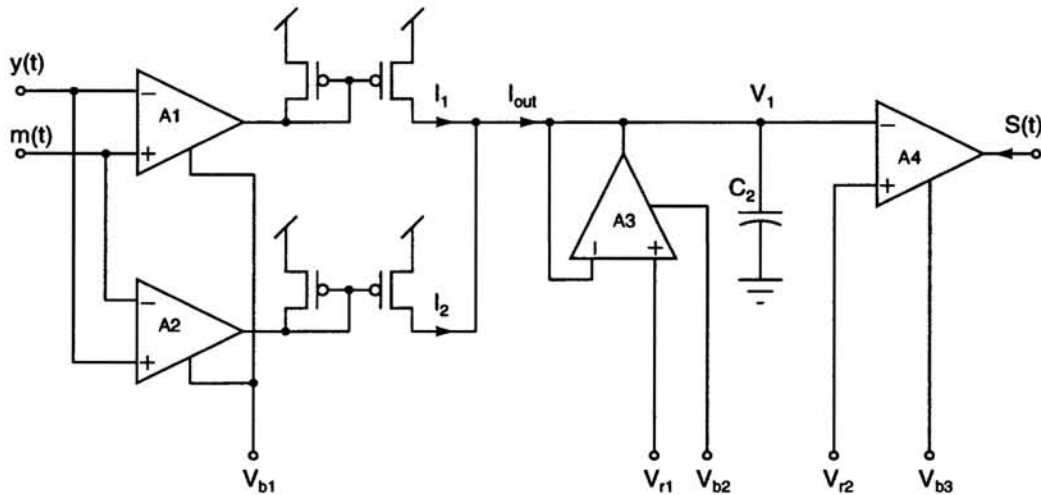 y(t)
m(t)
A1
I1
Iout
V1
A4
S(t)
C2
A3
A2
I2
Vb1
Vr1
Vb2
Vr2
Vb3